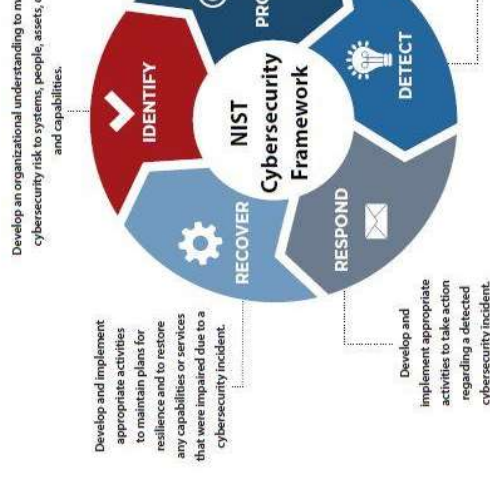 Develop an organizational understanding to
cybersecurity risk to systems, people, assets,
and capabilities.
IDENTIFY
PRO
NIST
Cybersecurity
Framework
DETECT
RECOVER
RESPOND
Develop and implement
appropriate activities
to maintain plans for
resilience and to restore
any capabilities or services
that were impaired due to a
cybersecurity incident.
Develop and
implement appropriate
activities to take action
regarding a detected
cybersecurity incident.